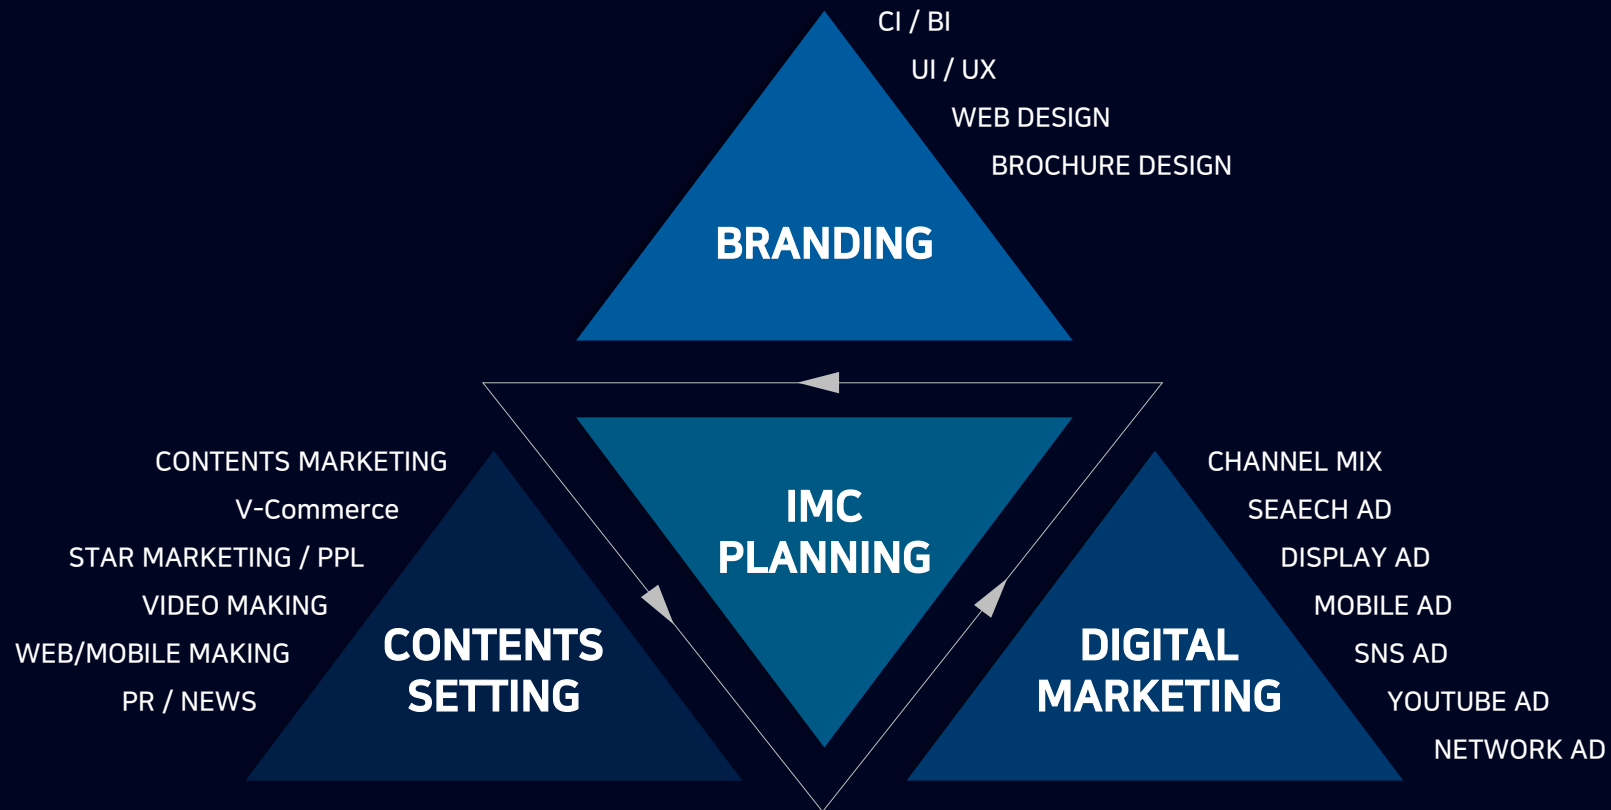 CI / BI
UI / UX
WEB DESIGN
BROCHURE DESIGN
BRANDING
CONTENTS MARKETING
V-Commerce
STAR MARKETING / PPL
VIDEO MAKING
WEB/MOBILE MAKING
PR / NEWS
CONTENTS
SETTING
IMC
PLANNING
DIGITAL
MARKETING
CHANNEL MIX
SEAECH AD
DISPLAY AD
MOBILE AD
SNS AD
YOUTUBE AD
NETWORK AD